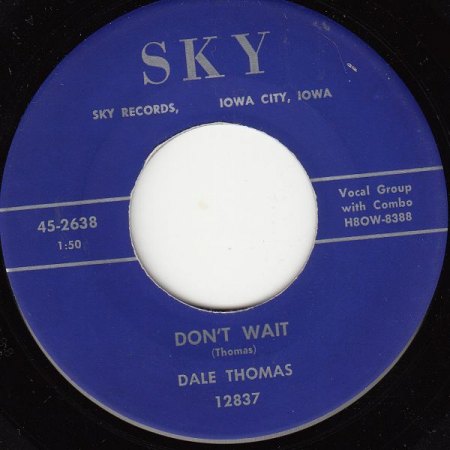 SKY
SKY RECORDS, IOWA CITY, IOWA
45-2638
1:50
Vocal Group
with Combo
H8OW-8388
DON'T WAIT
(Thomas)
DALE THOMAS
12837